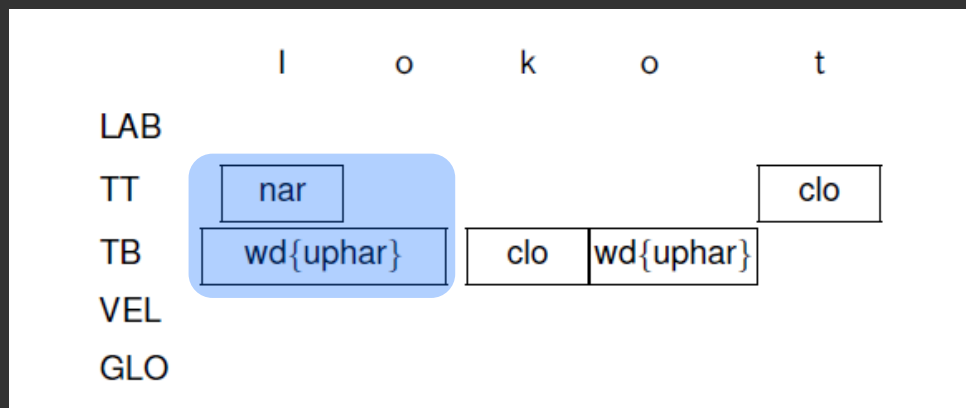 l o k o t
LAB
TT nar clo
TB wd{uphar} clo wd{uphar}
VEL
GLO